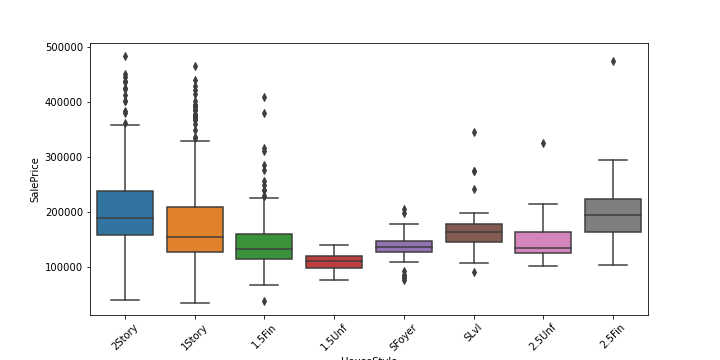 500000
400000
300000
200000
100000
SalePrice
2Story
1Story
1.5Fin
1.5Unf
SFoyer
SLvl
2.5Unf
2.5Fin
HouseStyle